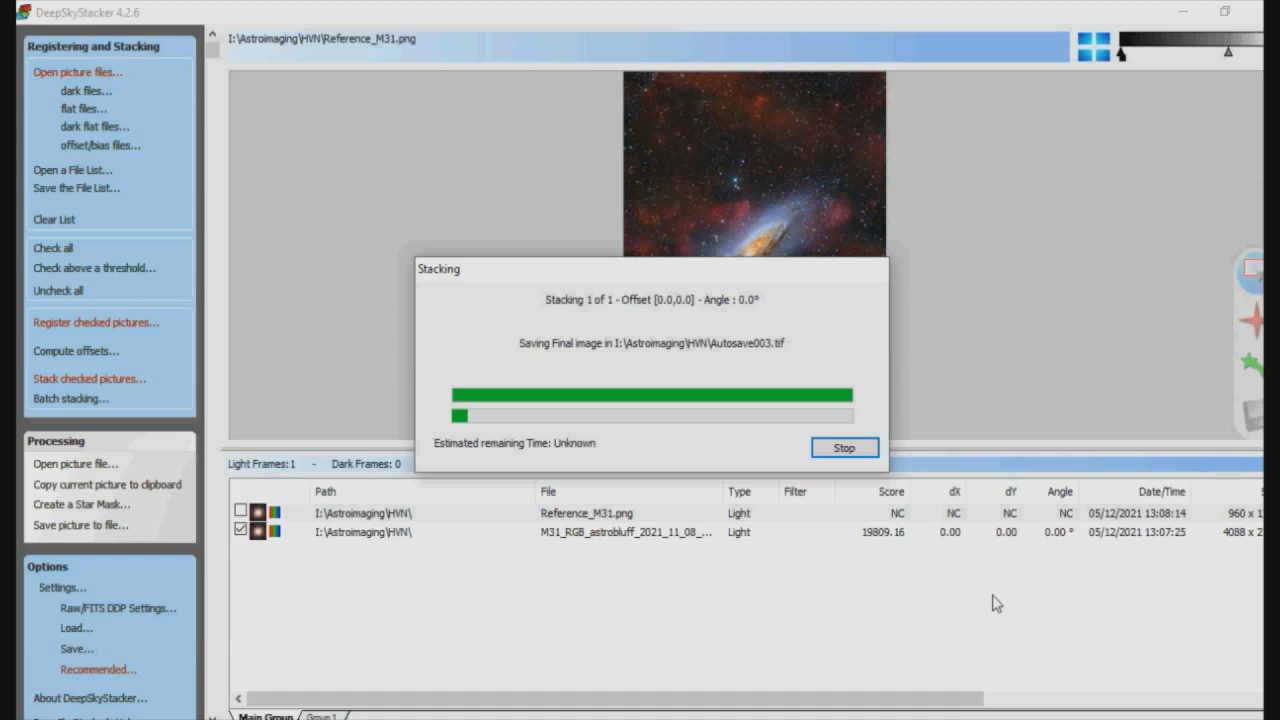 DeepSkyStacker 4.2.6
Registering and Stacking
Open picture files...
dark files...
flat files...
dark flat files...
offset/bias files...
Open a File List...
Save the File List...
Clear List
Check all
Check above a threshold...
Uncheck all
Register checked pictures...
Compute offsets...
Stack checked pictures...
Batch stacking...
Processing
Open picture file...
Copy current picture to clipboard
Create a Star Mask...
Save picture to file...
Options
Settings...
Raw/FITS DDP Settings...
Load...
Save...
Recommended...
About DeepSkyStacker...
I:\Astroimaging\HVN\Reference_M31.png
Stacking
Stacking 1 of 1 - Offset [0.0,0.0] - Angle : 0.0°
Saving Final image in I:\Astroimaging\HVN\Autosave003.tif
Estimated remaining Time: Unknown
Stop
Light Frames:1 - Dark Frames: 0
Path File Type Filter Score dX dY Angle Date/Time
I:\Astroimaging\HVN\ Reference_M31.png Light NC NC NC NC 05/12/2021 13:08:14 960 x 1
I:\Astroimaging\HVN\ M31_RGB_astrobluff_2021_11_08_... Light 19809.16 0.00 0.00 0.00 ° 05/12/2021 13:07:25 4088 x 2
Main Group Group 1